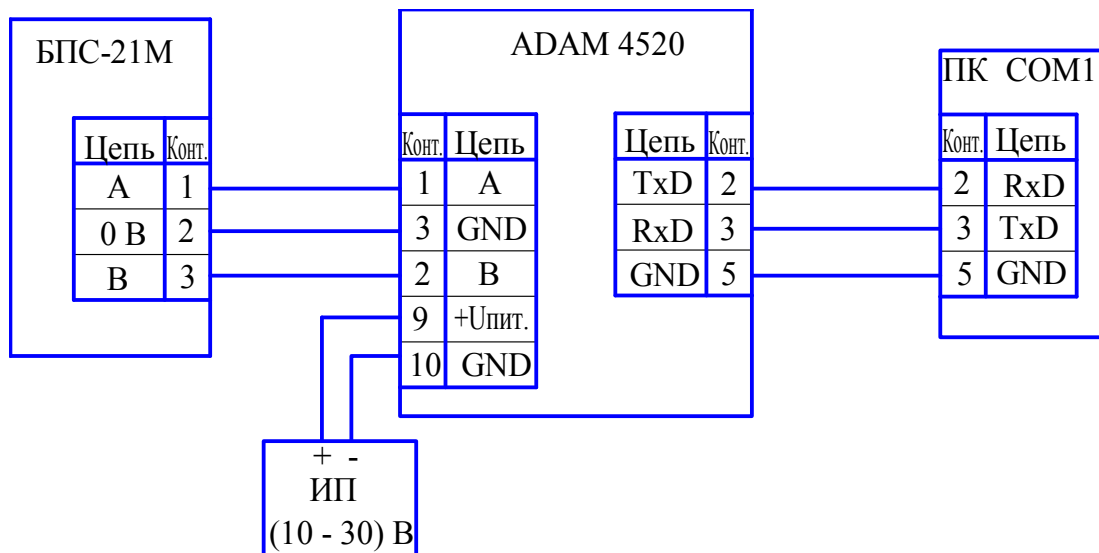 БПС-21М
Цепь Конт.
А 1
0 В 2
В 3
ADAM 4520
Конт. Цепь
1 А
3 GND
2 В
9 +Uпит.
10 GND
Цепь Конт.
TxD 2
RxD 3
GND 5
ПК COM1
Конт. Цепь
2 RxD
3 TxD
5 GND
+ -
ИП
(10 - 30) В